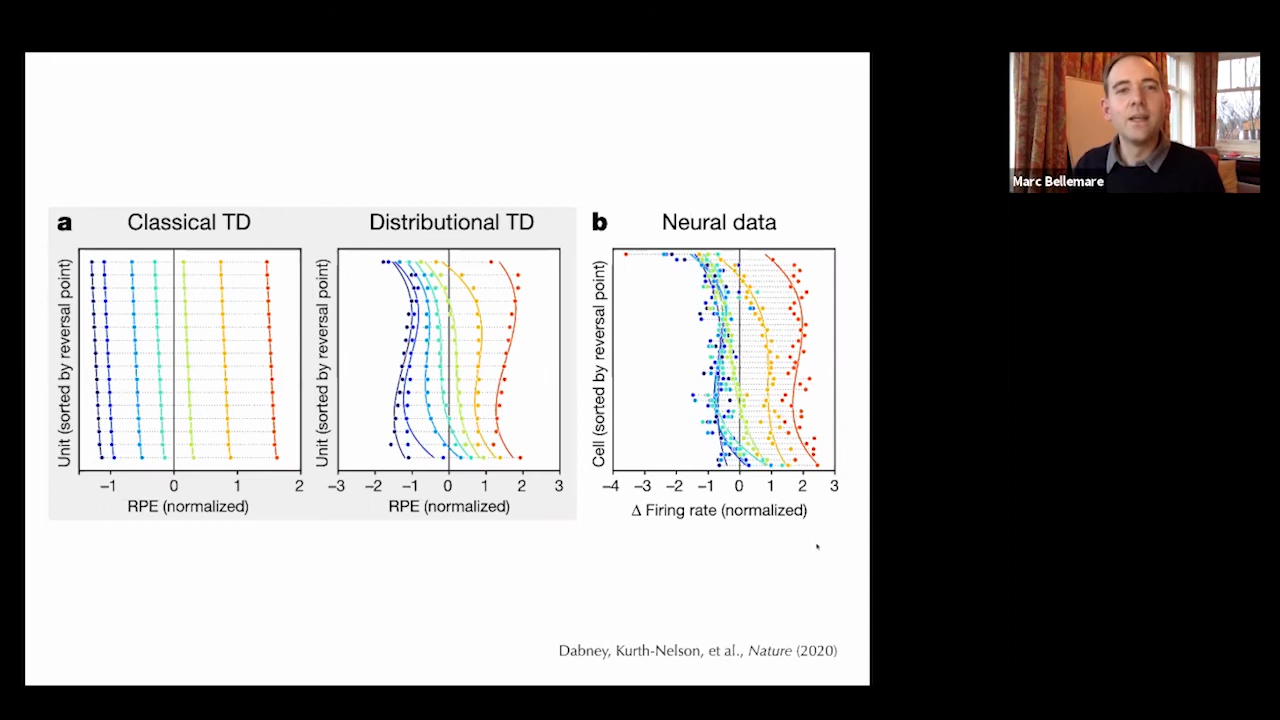 a
Classical TD
Distributional TD
b
Neural data
Unit (sorted by reversal point)
Unit (sorted by reversal point)
Cell (sorted by reversal point)
−1 0 1 2
−3 −2 −1 0 1 2 3
−4 −3 −2 −1 0 1 2 3
RPE (normalized)
RPE (normalized)
Δ Firing rate (normalized)
Dabney, Kurth-Nelson, et al., Nature (2020)
Marc Bellemare